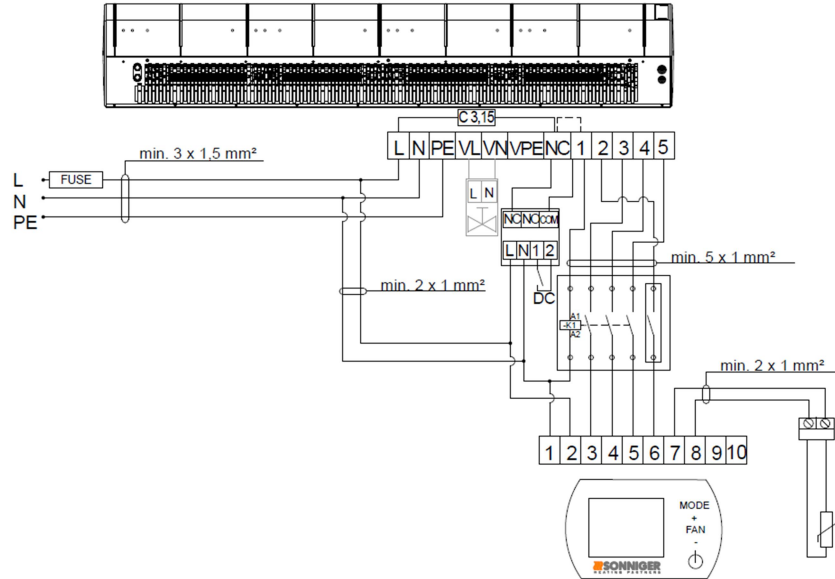 C 3,15
L N PE VL VN VPE NC 1 2 3 4 5
min. 3 x 1,5 mm²
L FUSE
N
PE
L N
NC NC COM
L N 1 2
DC
min. 2 x 1 mm²
min. 5 x 1 mm²
A1
-K1
A2
min. 2 x 1 mm²
1 2 3 4 5 6 7 8 9 10
MODE
+
FAN
-
SONNIGER
HEATING PARTNERS